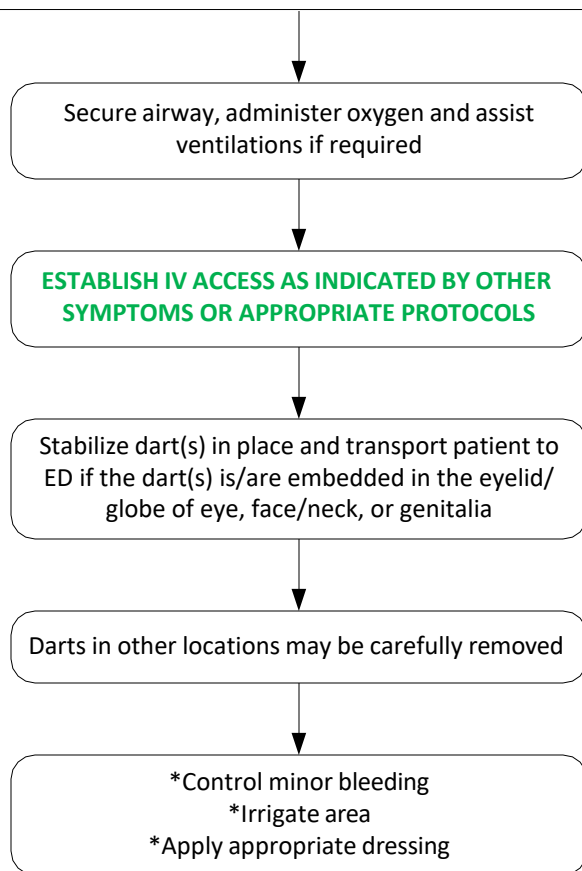 Secure airway, administer oxygen and assist
ventilations if required
ESTABLISH IV ACCESS AS INDICATED BY OTHER
SYMPTOMS OR APPROPRIATE PROTOCOLS
Stabilize dart(s) in place and transport patient to
ED if the dart(s) is/are embedded in the eyelid/
globe of eye, face/neck, or genitalia
Darts in other locations may be carefully removed
*Control minor bleeding
*Irrigate area
*Apply appropriate dressing